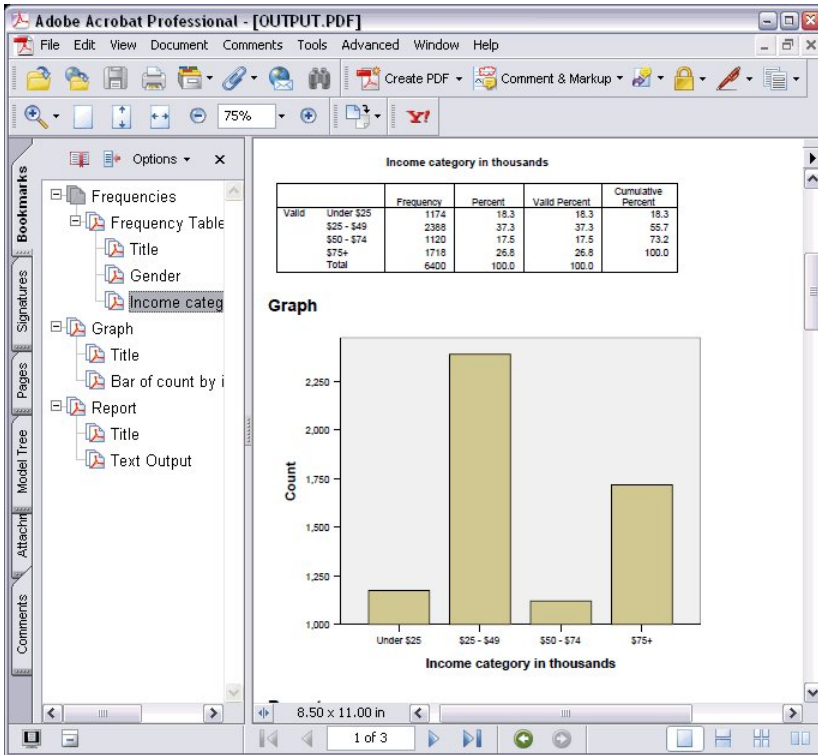 Adobe Acrobat Professional - [OUTPUT.PDF]
File Edit View Document Comments Tools Advanced Window Help
Create PDF Comment & Markup
75% Y!
Options
Bookmarks
Signatures
Pages
Model Tree
Attachn
Comments
Frequencies
Frequency Table
Title
Gender
Income categ
Graph
Title
Bar of count by i
Report
Title
Text Output
Income category in thousands
Frequency Percent Valid Percent Cumulative Percent
Valid Under $25 1174 18.3 18.3 18.3
$25 - $49 2388 37.3 37.3 55.7
$50 - $74 1120 17.5 17.5 73.2
$75+ 1718 26.8 26.8 100.0
Total 6400 100.0 100.0
Graph
Count
2,250
2,000
1,750
1,500
1,250
1,000
Under $25 $25 - $49 $50 - $74 $75+
Income category in thousands
8.50 x 11.00 in
1 of 3